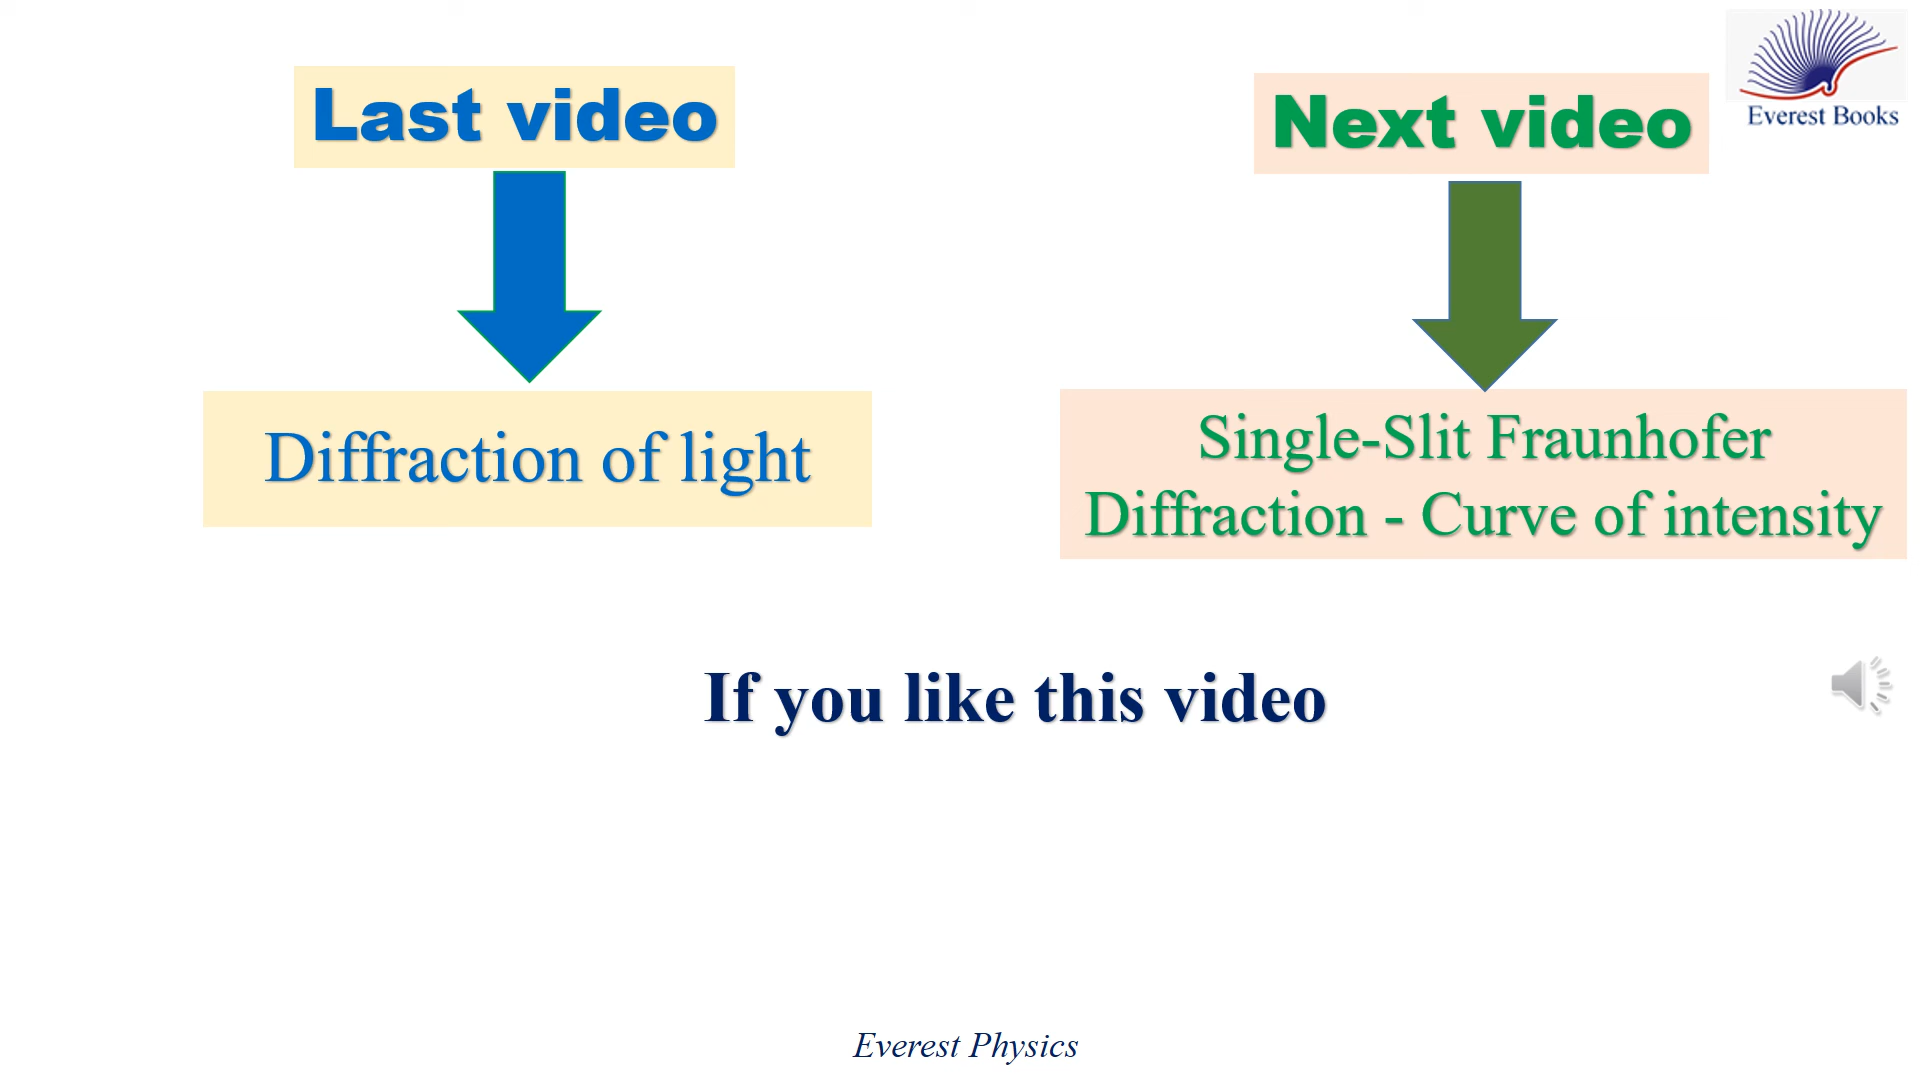 Last video
Next video
Everest Books
Diffraction of light
Single-Slit Fraunhofer
Diffraction - Curve of intensity
If you like this video
Everest Physics